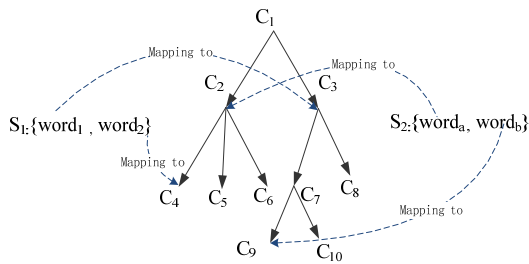 C1
Mapping to
Mapping to
C2
C3
S1:{word1 , word2}
S2:{worda, wordb}
Mapping to
C4
C5
C6
C7
C8
Mapping to
C9
C10